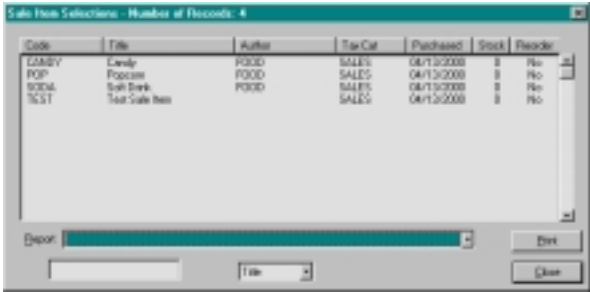 Sale Item Selections - Number of Records: 4
Code Title Author Tax Cat Purchased Stock Reorder
CANDY Candy FOOD SALES 04/13/2000 0 No
POP Popcorn FOOD SALES 04/13/2000 0 No
SODA Soft Drink FOOD SALES 04/13/2000 0 No
TEST Test Sale Item SALES 04/13/2000 0 No
Report:
Print
Title
Close